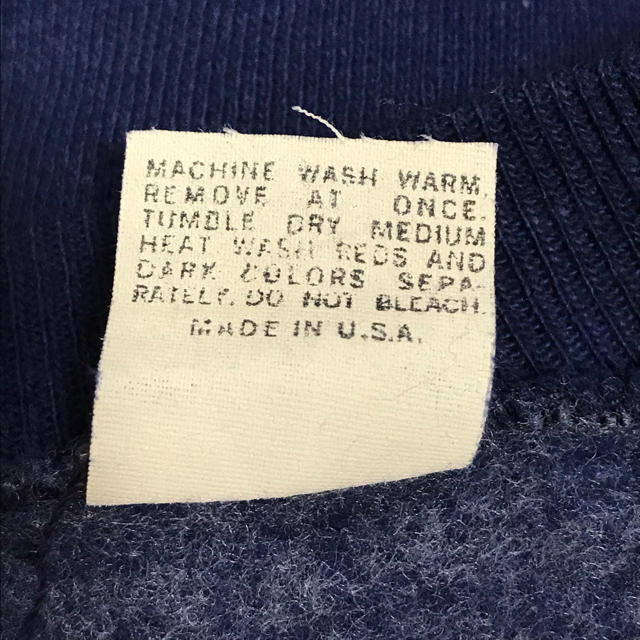 MACHINE WASH WARM.
REMOVE AT ONCE.
TUMBLE DRY MEDIUM
HEAT WASH REDS AND
DARK COLORS SEPA-
RATELY. DO NOT BLEACH.
MADE IN U.S.A.